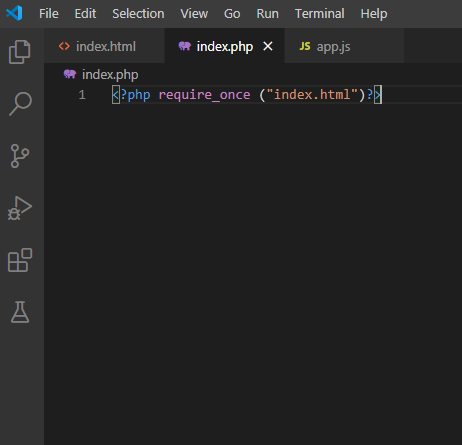 File Edit Selection View Go Run Terminal Help
<> index.html index.php × JS app.js
index.php
1 <?php require_once ("index.html")?>